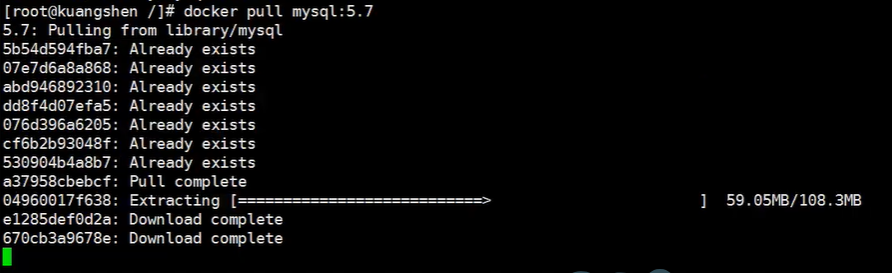 [root@kuangshen /]# docker pull mysql:5.7
5.7: Pulling from library/mysql
5b54d594fba7: Already exists
07e7d6a8a868: Already exists
abd946892310: Already exists
dd8f4d07efa5: Already exists
076d396a6205: Already exists
cf6b2b93048f: Already exists
530904b4a8b7: Already exists
a37958cbebcf: Pull complete
04960017f638: Extracting [===========================>                       ]  59.05MB/108.3MB
e1285def0d2a: Download complete
670cb3a9678e: Download complete